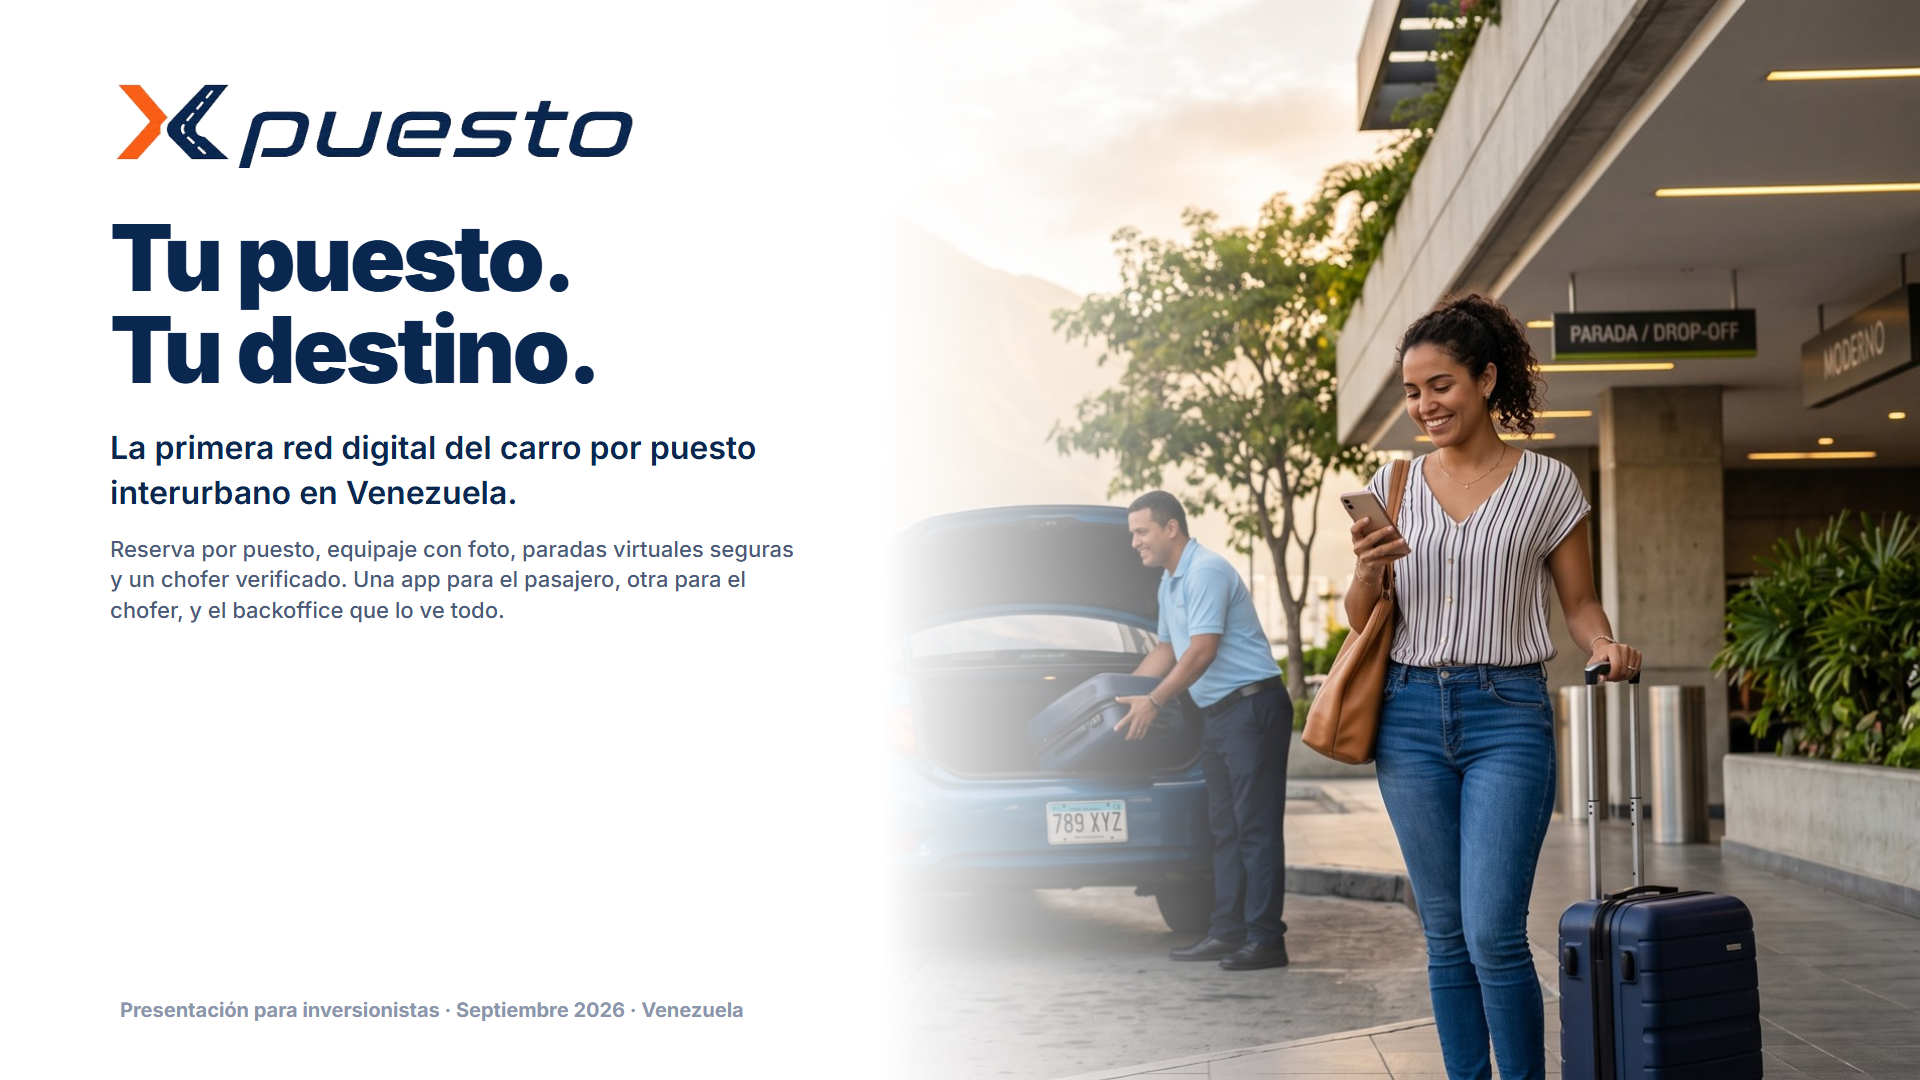 Xpuesto
Tu puesto.
Tu destino.
La primera red digital del carro por puesto
interurbano en Venezuela.
Reserva por puesto, equipaje con foto, paradas virtuales seguras
y un chofer verificado. Una app para el pasajero, otra para el
chofer, y el backoffice que lo ve todo.
Presentación para inversionistas · Septiembre 2026 · Venezuela
PARADA / DROP-OFF
MODERNO
789 XYZ